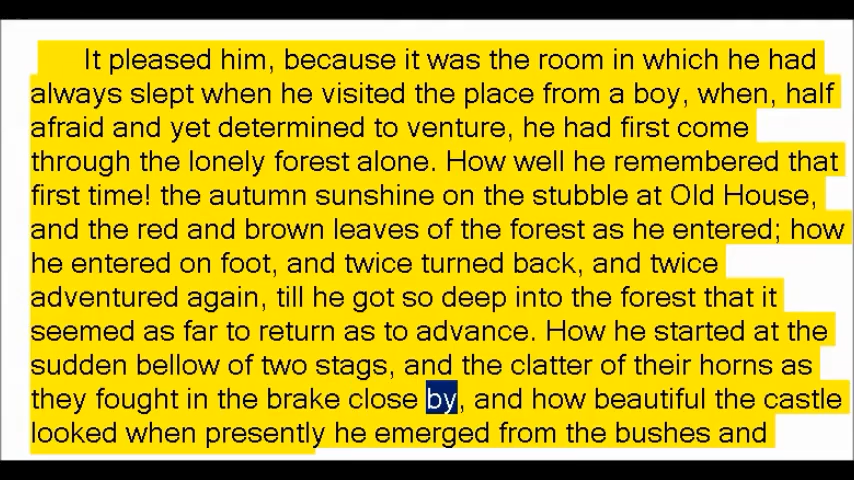 It pleased him, because it was the room in which he had
always slept when he visited the place from a boy, when, half
afraid and yet determined to venture, he had first come
through the lonely forest alone. How well he remembered that
first time! the autumn sunshine on the stubble at Old House,
and the red and brown leaves of the forest as he entered; how
he entered on foot, and twice turned back, and twice
adventured again, till he got so deep into the forest that it
seemed as far to return as to advance. How he started at the
sudden bellow of two stags, and the clatter of their horns as
they fought in the brake close by, and how beautiful the castle
looked when presently he emerged from the bushes and